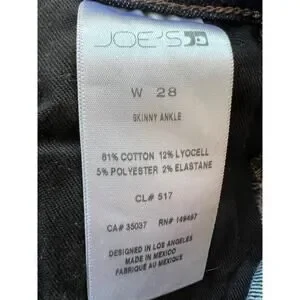 JOE'S
W 28
SKINNY ANKLE
81% COTTON 12% LYOCELL
5% POLYESTER 2% ELASTANE
CL# 517
CA# 35037 RN# 149487
DESIGNED IN LOS ANGELES
MADE IN MEXICO
FABRIQUÉ AU MEXIQUE